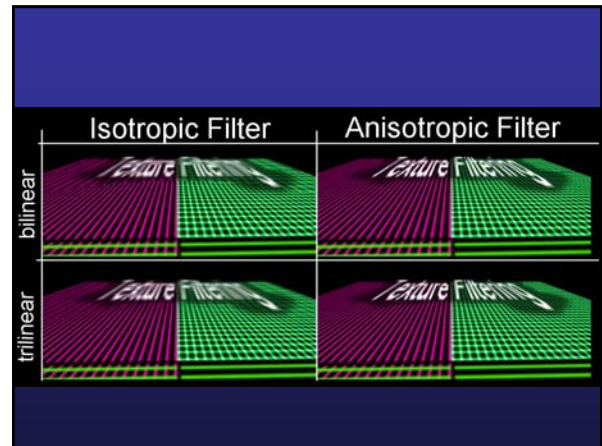 Isotropic Filter
Anisotropic Filter
bilinear
Texture Filtering
Texture Filtering
trilinear
Texture Filtering
Texture Filtering